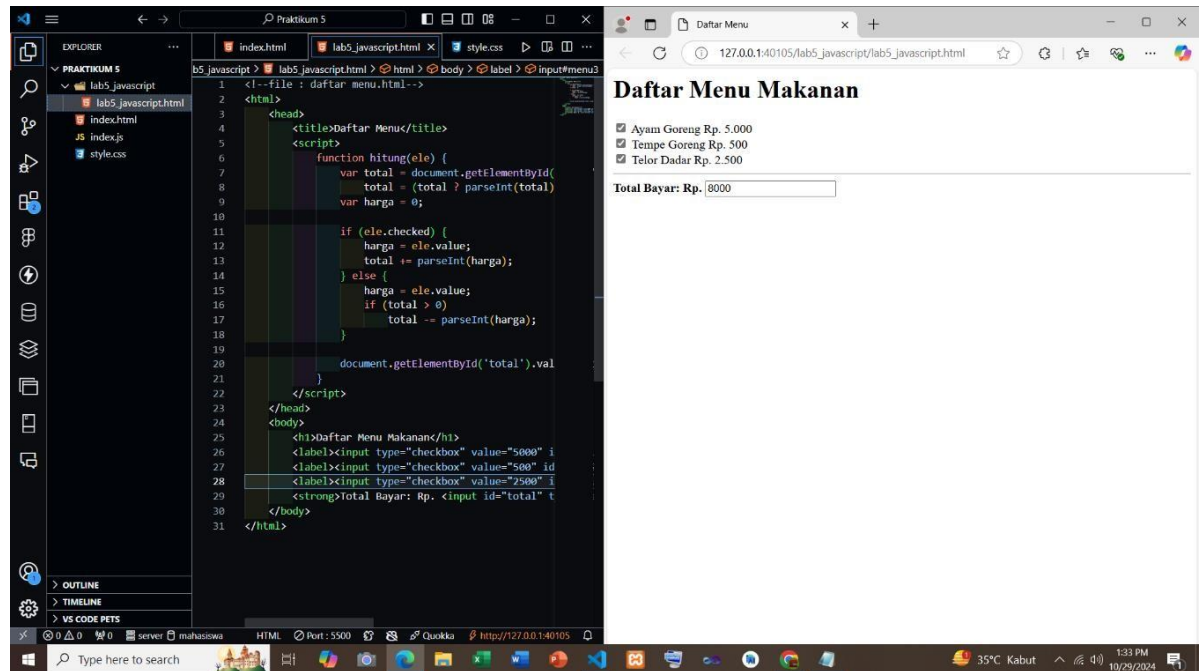 Praktikum 5
EXPLORER
PRAKTIKUM 5
lab5_javascript
lab5_javascript.html
index.html
JS index.js
style.css
index.html
lab5_javascript.html
style.css
b5_javascript > lab5_javascript.html > html > body > label > input#menu3
1 <!--file : daftar menu.html-->
2 <html>
3 <head>
4 <title>Daftar Menu</title>
5 <script>
6 function hitung(ele) {
7 var total = document.getElementById(
8 total = (total ? parseInt(total)
9 var harga = 0;
10
11 if (ele.checked) {
12 harga = ele.value;
13 total += parseInt(harga);
14 } else {
15 harga = ele.value;
16 if (total > 0)
17 total -= parseInt(harga);
18 }
19
20 document.getElementById('total').val
21 }
22 </script>
23 </head>
24 <body>
25 <h1>Daftar Menu Makanan</h1>
26 <label><input type="checkbox" value="5000" i
27 <label><input type="checkbox" value="500" id
28 <label><input type="checkbox" value="2500" i
29 <strong>Total Bayar: Rp. <input id="total" t
30 </body>
31 </html>
OUTLINE
TIMELINE
VS CODE PETS
0 0 0 server mahasiswa HTML Port : 5500 Quokka http://127.0.0.1:40105
Daftar Menu
127.0.0.1:40105/lab5_javascript/lab5_javascript.html
Daftar Menu Makanan
Ayam Goreng Rp. 5.000
Tempe Goreng Rp. 500
Telor Dadar Rp. 2.500
Total Bayar: Rp. 8000
Type here to search
35°C Kabut
1:33 PM
10/29/2024